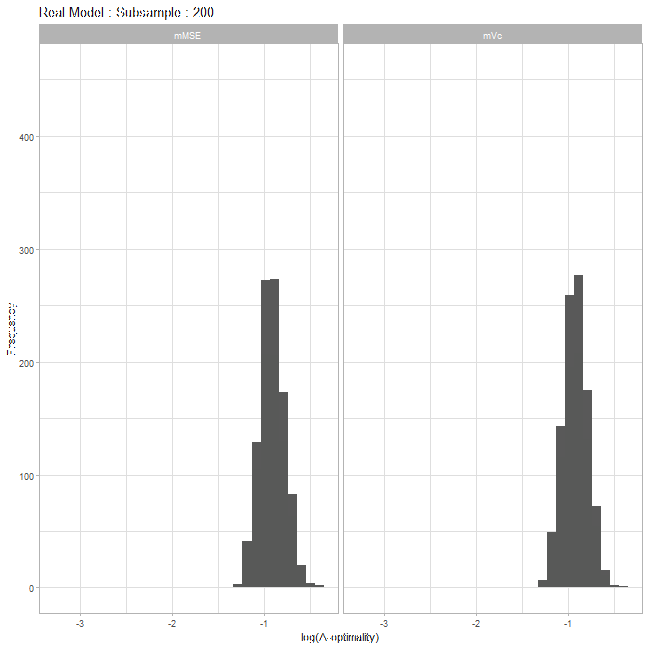 Real Model : Subsample : 200
mMSE
mVc
400
300
200
100
0
Frequency
-3
-2
-1
-3
-2
-1
log(A-optimality)